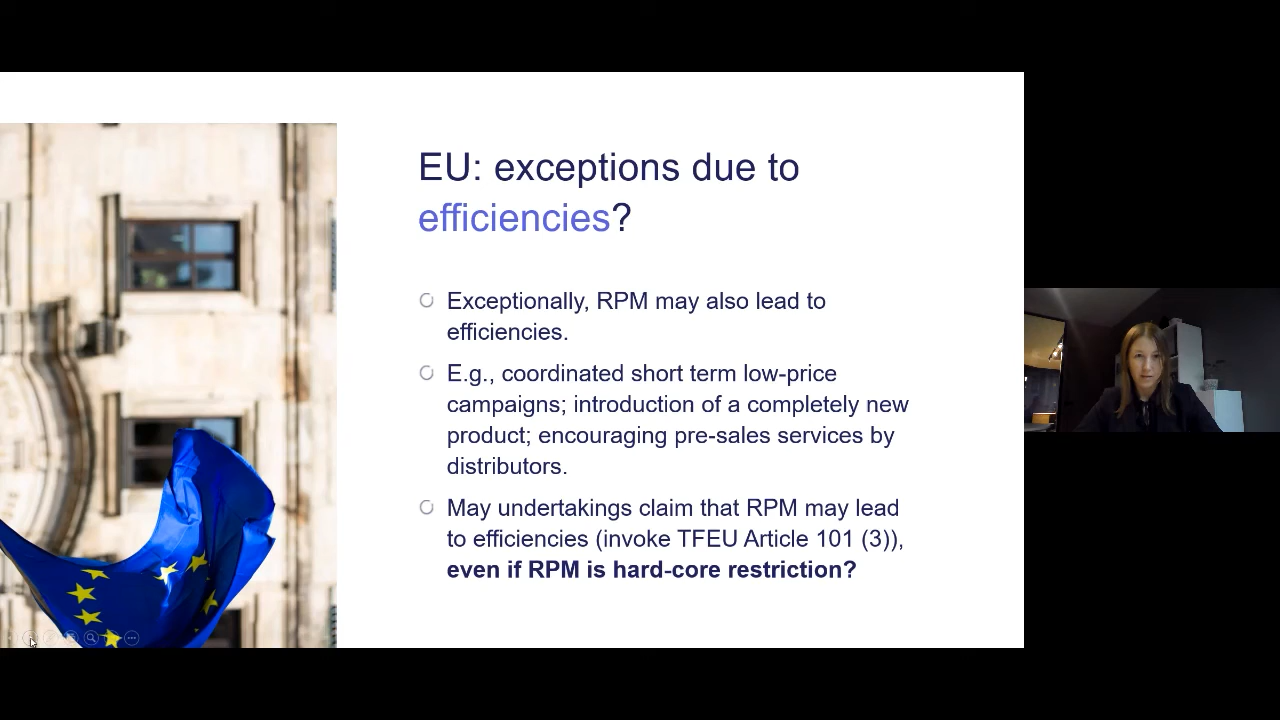 EU: exceptions due to
efficiencies?
Exceptionally, RPM may also lead to
efficiencies.
E.g., coordinated short term low-price
campaigns; introduction of a completely new
product; encouraging pre-sales services by
distributors.
May undertakings claim that RPM may lead
to efficiencies (invoke TFEU Article 101 (3)),
even if RPM is hard-core restriction?